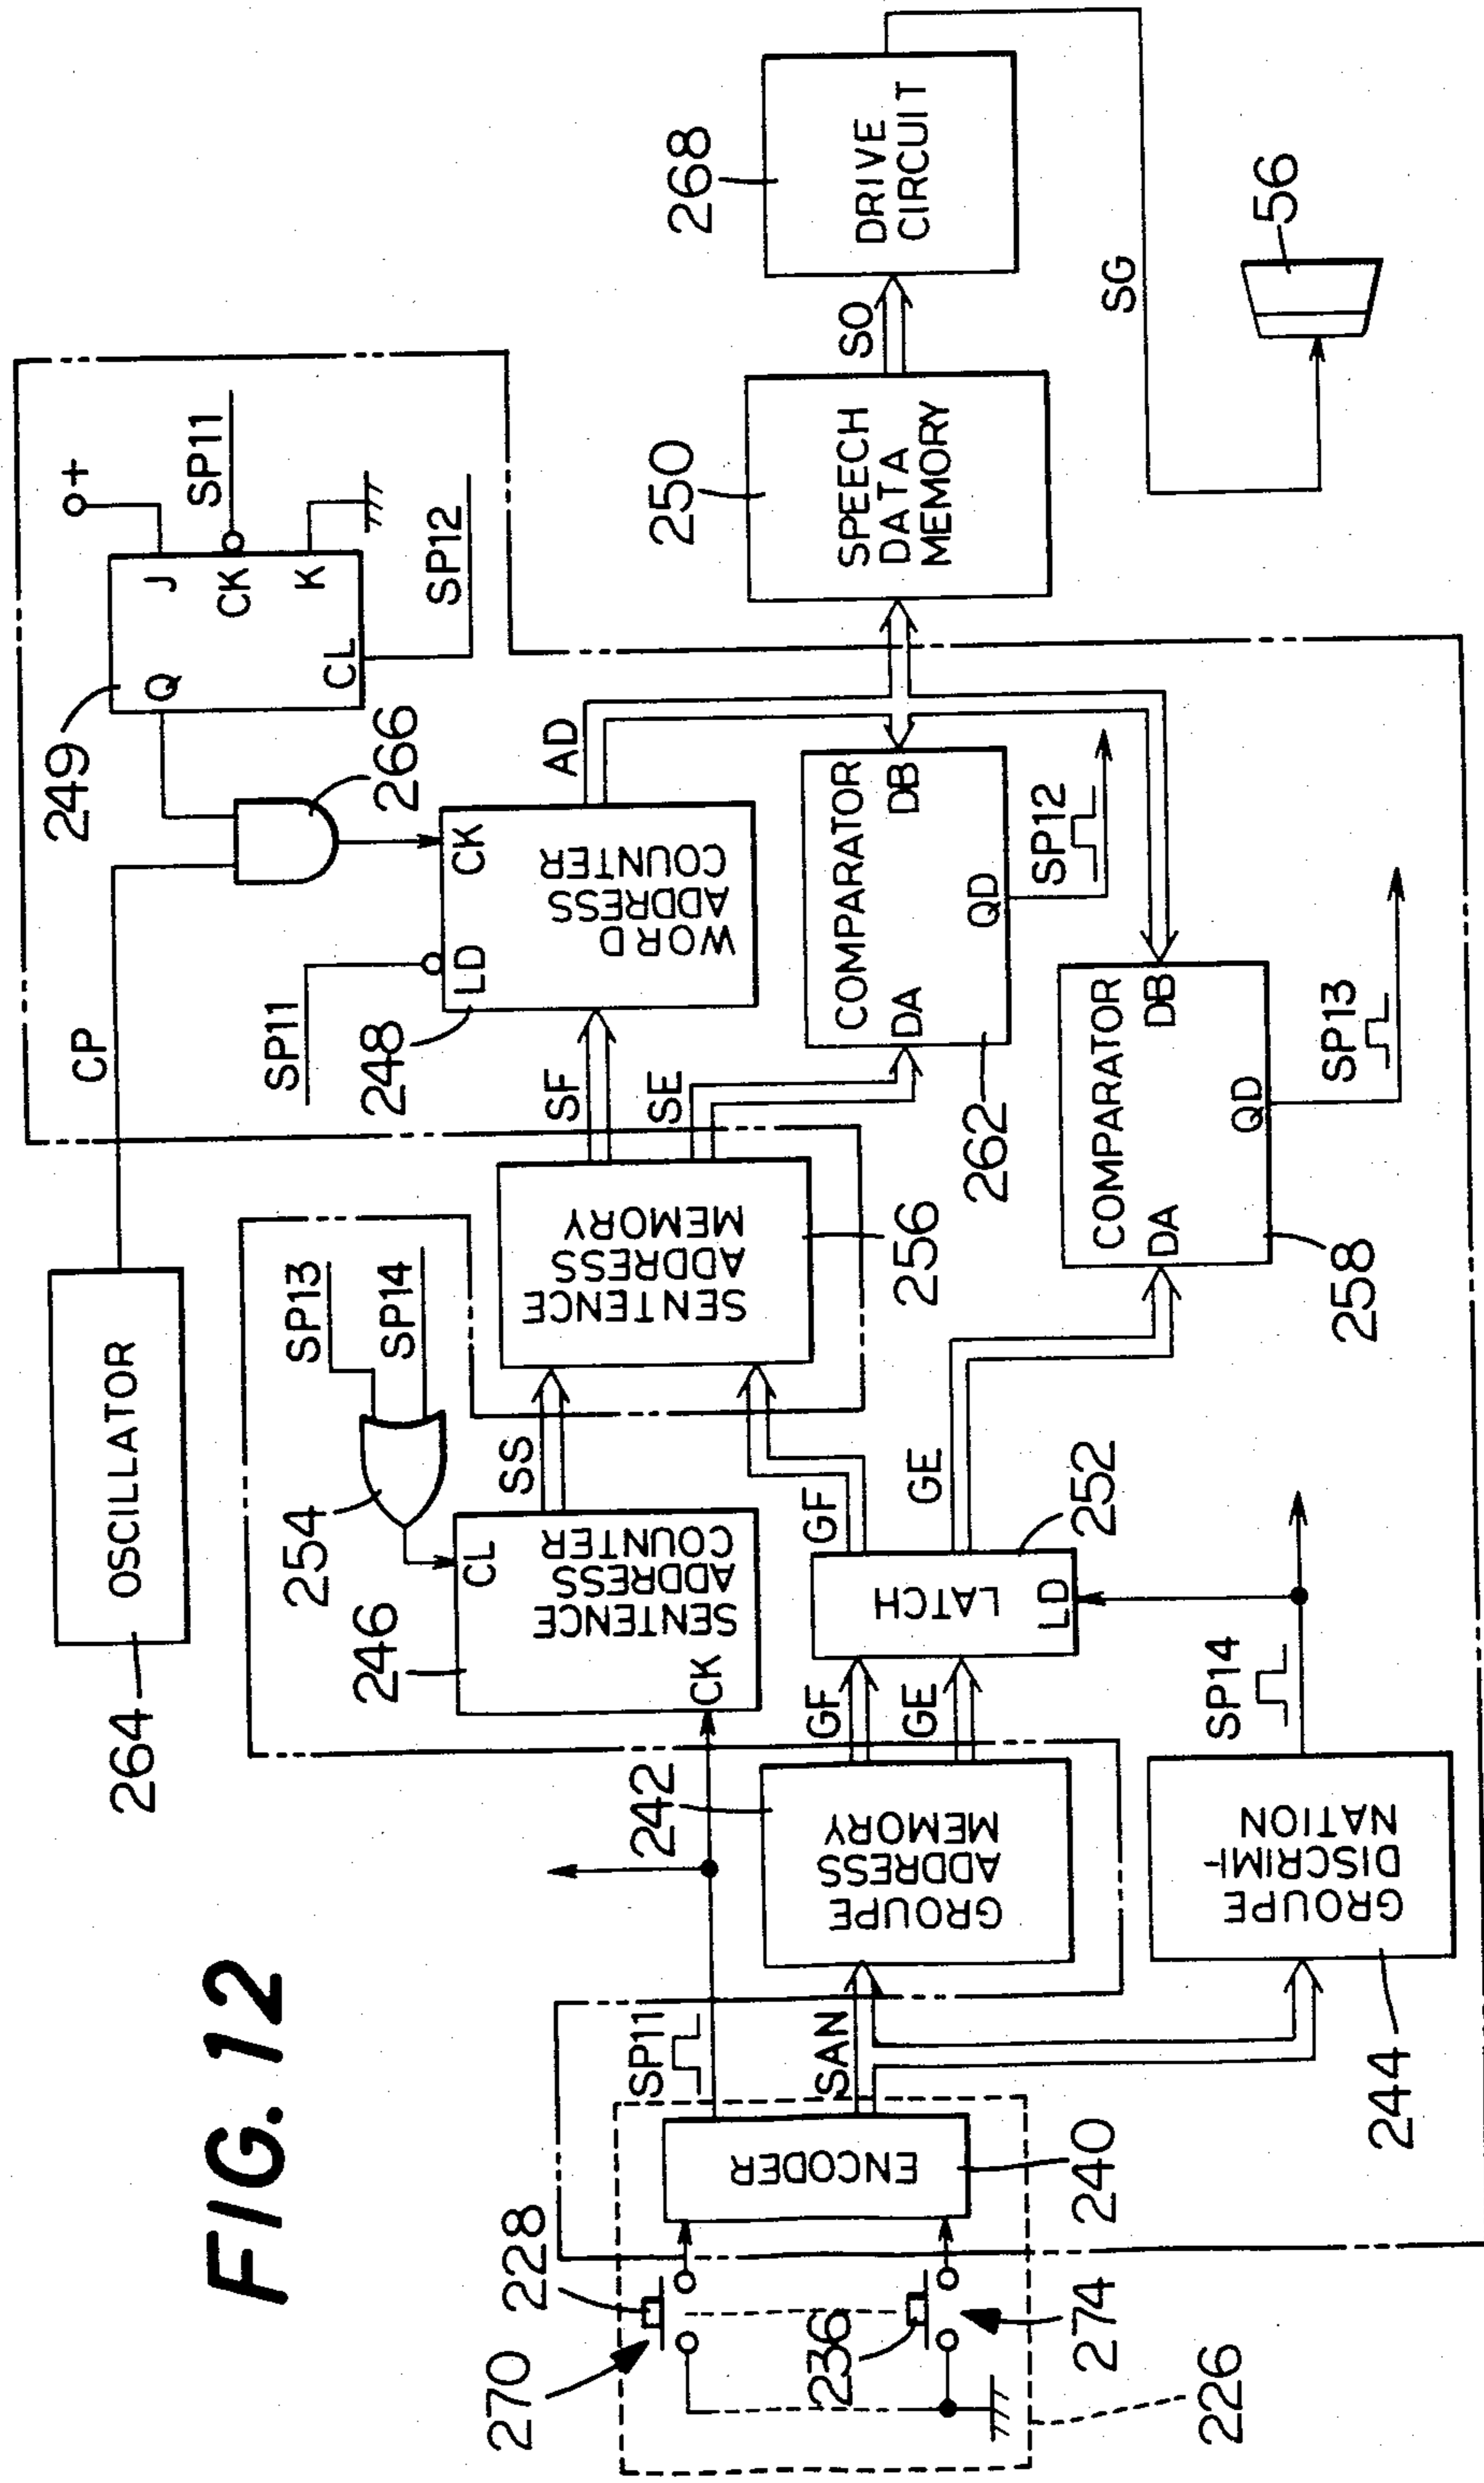 FIG. 12
264
OSCILLATOR
CP
249
Q
J
CK
K
CL
+
SP11
SP12
266
SP11
248
LD
CK
WORD
ADDRESS
COUNTER
AD
254
SP13
SP14
246
CL
CK
SENTENCE
ADDRESS
COUNTER
SS
SENTENCE
ADDRESS
MEMORY
256
SF
SE
COMPARATOR
DA
DB
QD
262
SP12
250
SPEECH
DATA
MEMORY
SO
268
DRIVE
CIRCUIT
SG
56
270
228
236
274
226
ENCODER
240
SP11
SAN
242
GROUPE
ADDRESS
MEMORY
GF
GE
LATCH
LD
252
GF
GE
COMPARATOR
DA
DB
QD
258
SP13
GROUPE
DISCRIMI-
NATION
244
SP14